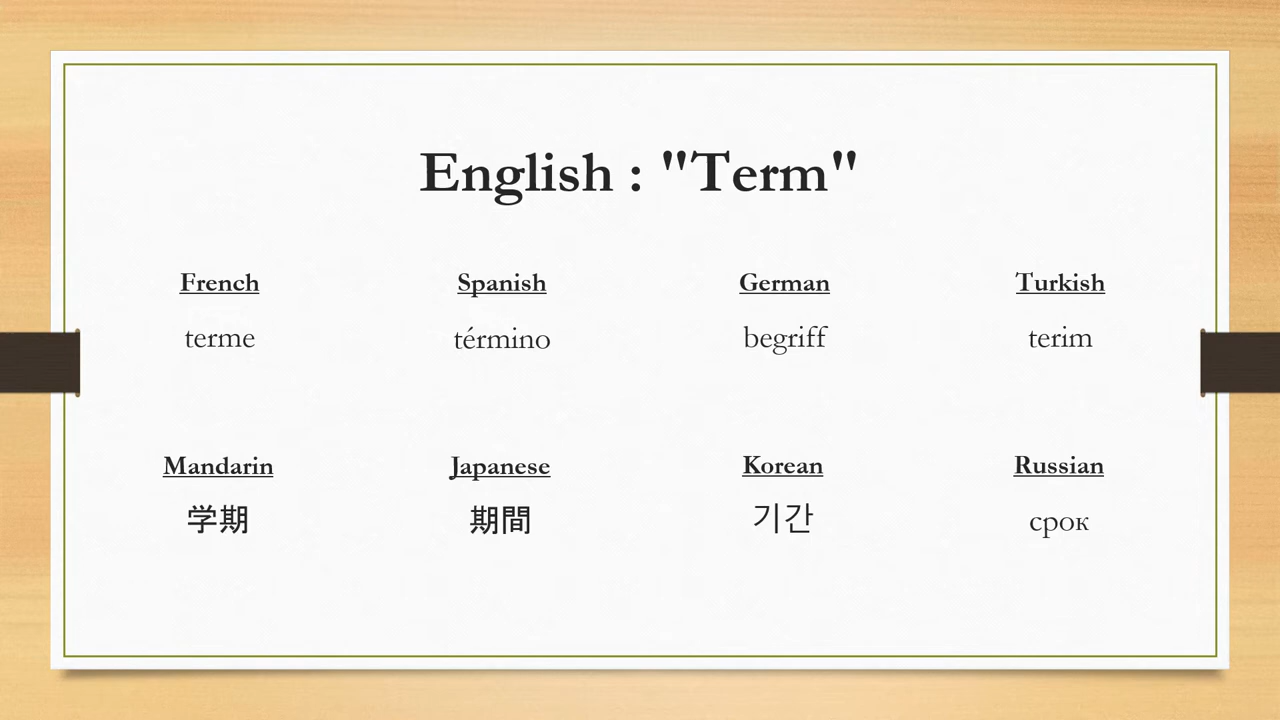 English : "Term"
French
Spanish
German
Turkish
terme
término
begriff
terim
Mandarin
Japanese
Korean
Russian
学期
期間
기간
срок